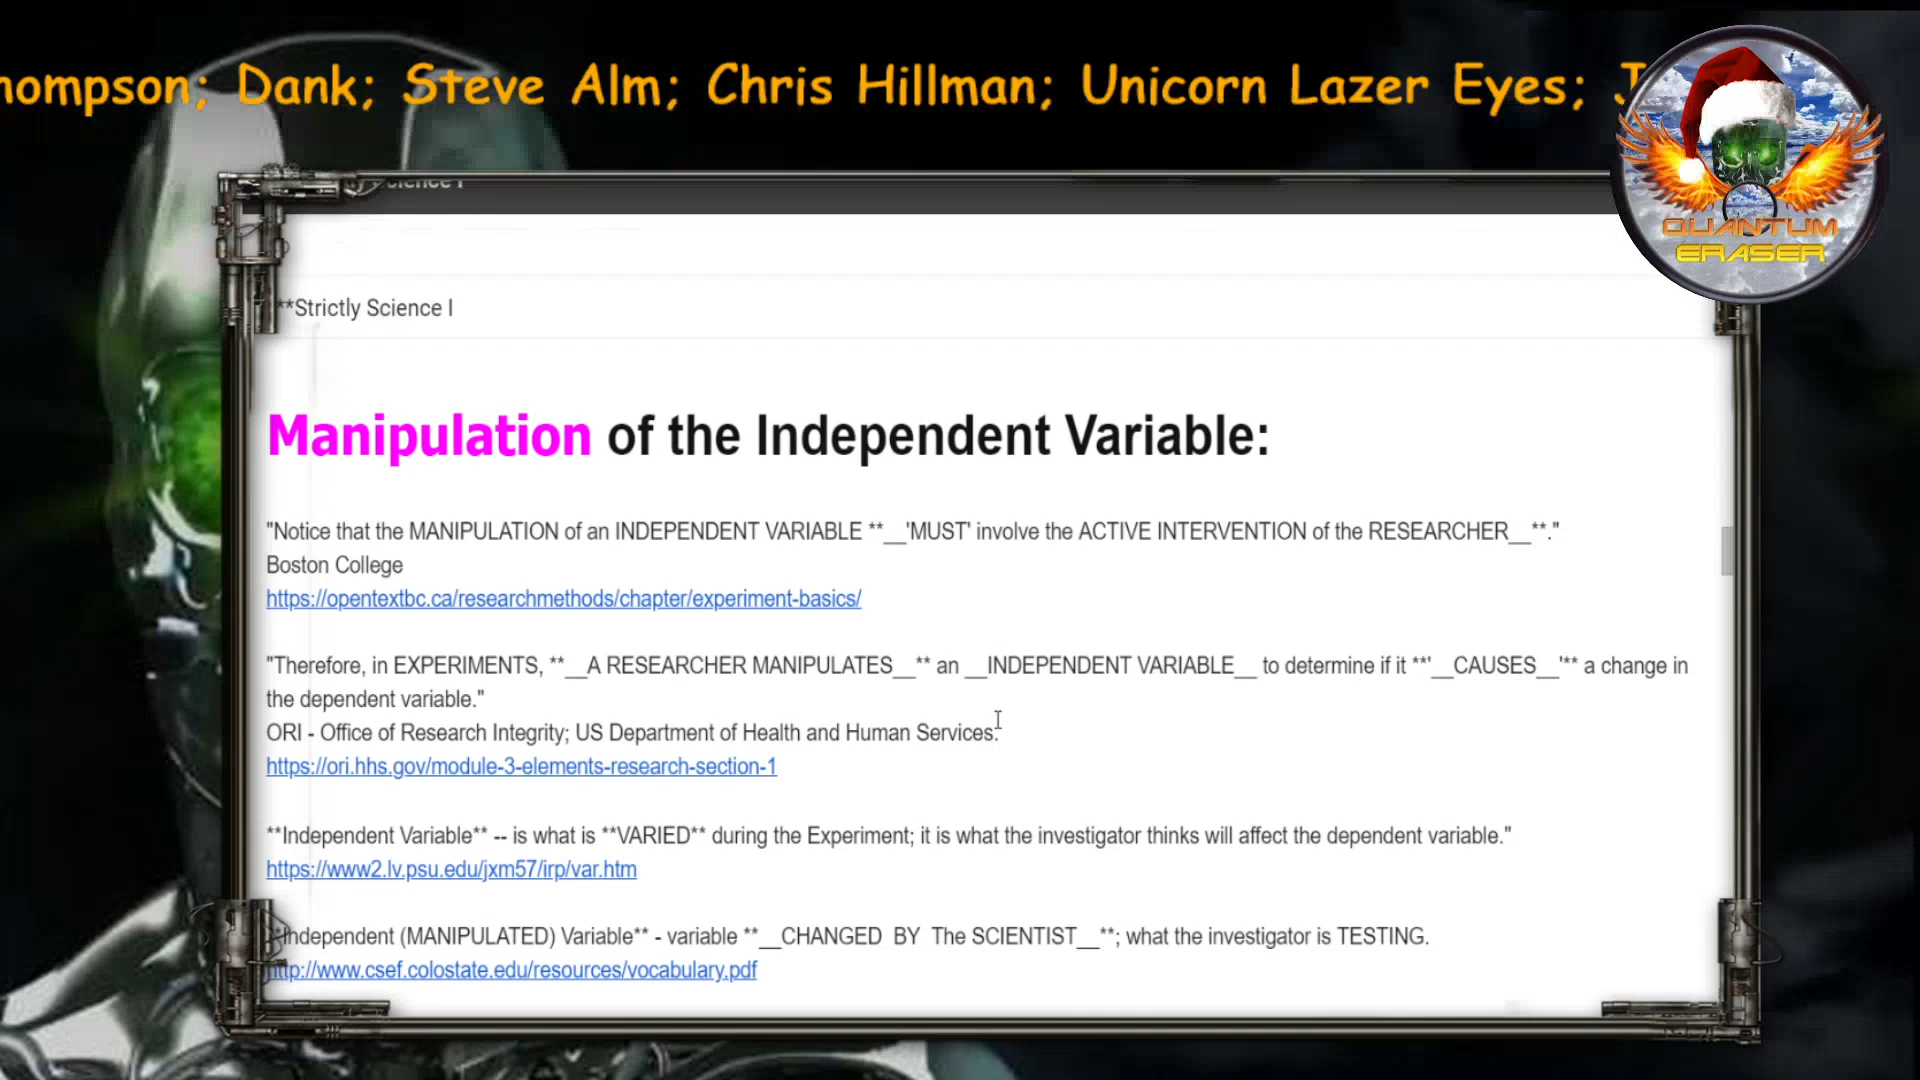 Dank; Steve Alm; Chris Hillman; Unicorn Lazer Eyes;
QUANTUM
ERASER
**Strictly Science I
Manipulation of the Independent Variable:
"Notice that the MANIPULATION of an INDEPENDENT VARIABLE **__'MUST' involve the ACTIVE INTERVENTION of the RESEARCHER__**."
Boston College
https://opentextbc.ca/researchmethods/chapter/experiment-basics/
"Therefore, in EXPERIMENTS, **__A RESEARCHER MANIPULATES__** an __INDEPENDENT VARIABLE__ to determine if it **'__CAUSES__'** a change in
the dependent variable."
ORI - Office of Research Integrity; US Department of Health and Human Services.
https://ori.hhs.gov/module-3-elements-research-section-1
**Independent Variable** -- is what is **VARIED** during the Experiment; it is what the investigator thinks will affect the dependent variable."
https://www2.lv.psu.edu/jxm57/irp/var.htm
*Independent (MANIPULATED) Variable** - variable **__CHANGED BY The SCIENTIST__**; what the investigator is TESTING.
http://www.csef.colostate.edu/resources/vocabulary.pdf